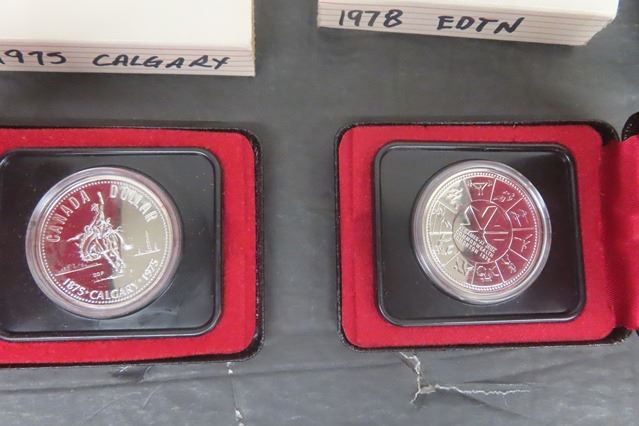 1975 CALGARY
1978 EDTN
CANADA DOLLAR
1875 • CALGARY • 1975